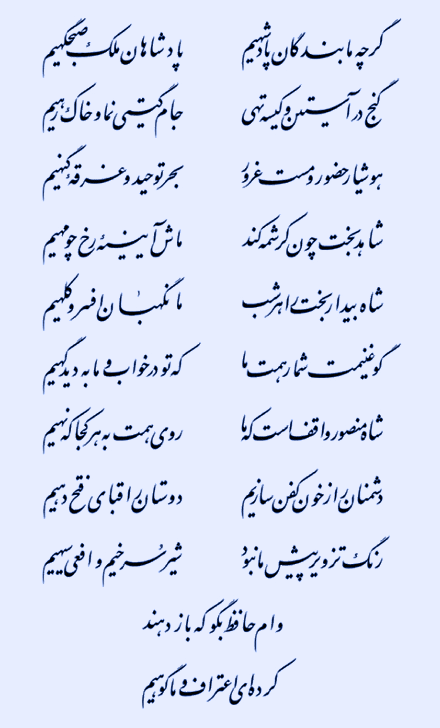 گرچه ما بندگان پادشهیم پادشاهان ملک صبحگهیم
گنج در آستین و کیسه تهی جام گیتی نما و خاک رهیم
هوشیار حضور و مست غرور بحر توحید و غرقه گنهیم
شاهد بخت چون کرشمه کند ماش آیینه رخ چو مهیم
شاه بیدار بخت را هر شب ما نگهبان افسر و کلهیم
گو غنیمت شمار همت ما که تو در خواب و ما به دیدگهیم
شاه منصور واقف است که ما روی همت به هر کجا که نهیم
دشمنان را ز خون کفن سازیم دوستان را قبای فتح دهیم
رنگ تزویر پیش ما نبود شیر سرخیم و افعی سیهیم
وام حافظ بگو که بازدهند
کرده‌ای اعتراف و ما گوهیم